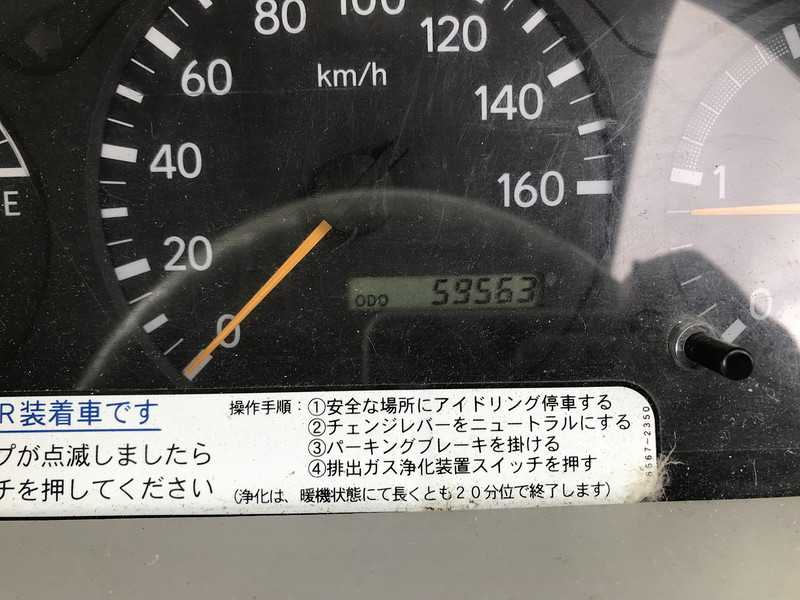 80 100
120
60
km/h
140
40
1
160
E
20
ODO 59563
0
0
R装着車です
プが点滅しましたら
チを押してください
操作手順：①安全な場所にアイドリング停車する
②チェンジレバーをニュートラルにする
③パーキングブレーキを掛ける
④排出ガス浄化装置スイッチを押す
（浄化は、暖機状態にて長くとも２０分位で終了します）
6567-2350